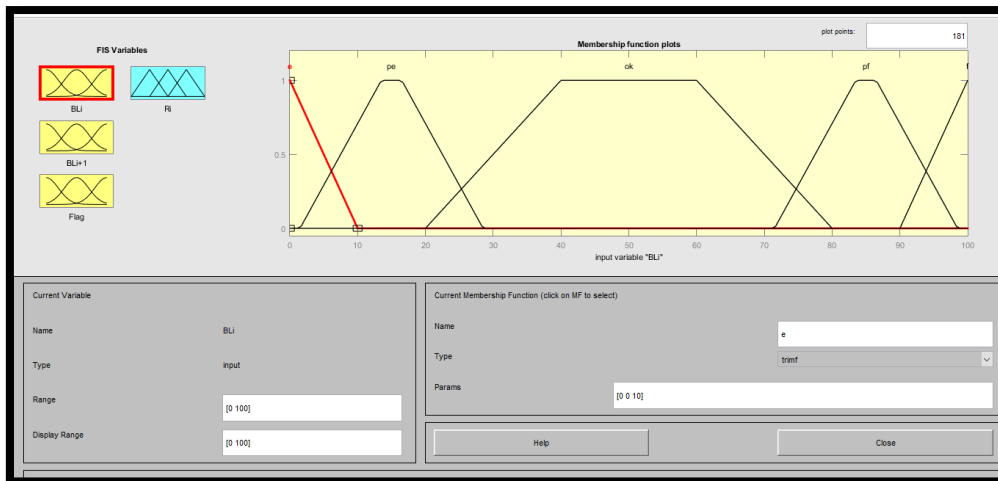 FIS Variables
BLi
Ri
BLi+1
Flag
Membership function plots
plot points:
181
e
pe
ok
pf
f
1
0.5
0
0
10
20
30
40
50
60
70
80
90
100
input variable "BLi"
Current Variable
Name
BLi
Type
input
Range
[0 100]
Display Range
[0 100]
Current Membership Function (click on MF to select)
Name
e
Type
trimf
Params
[0 0 10]
Help
Close